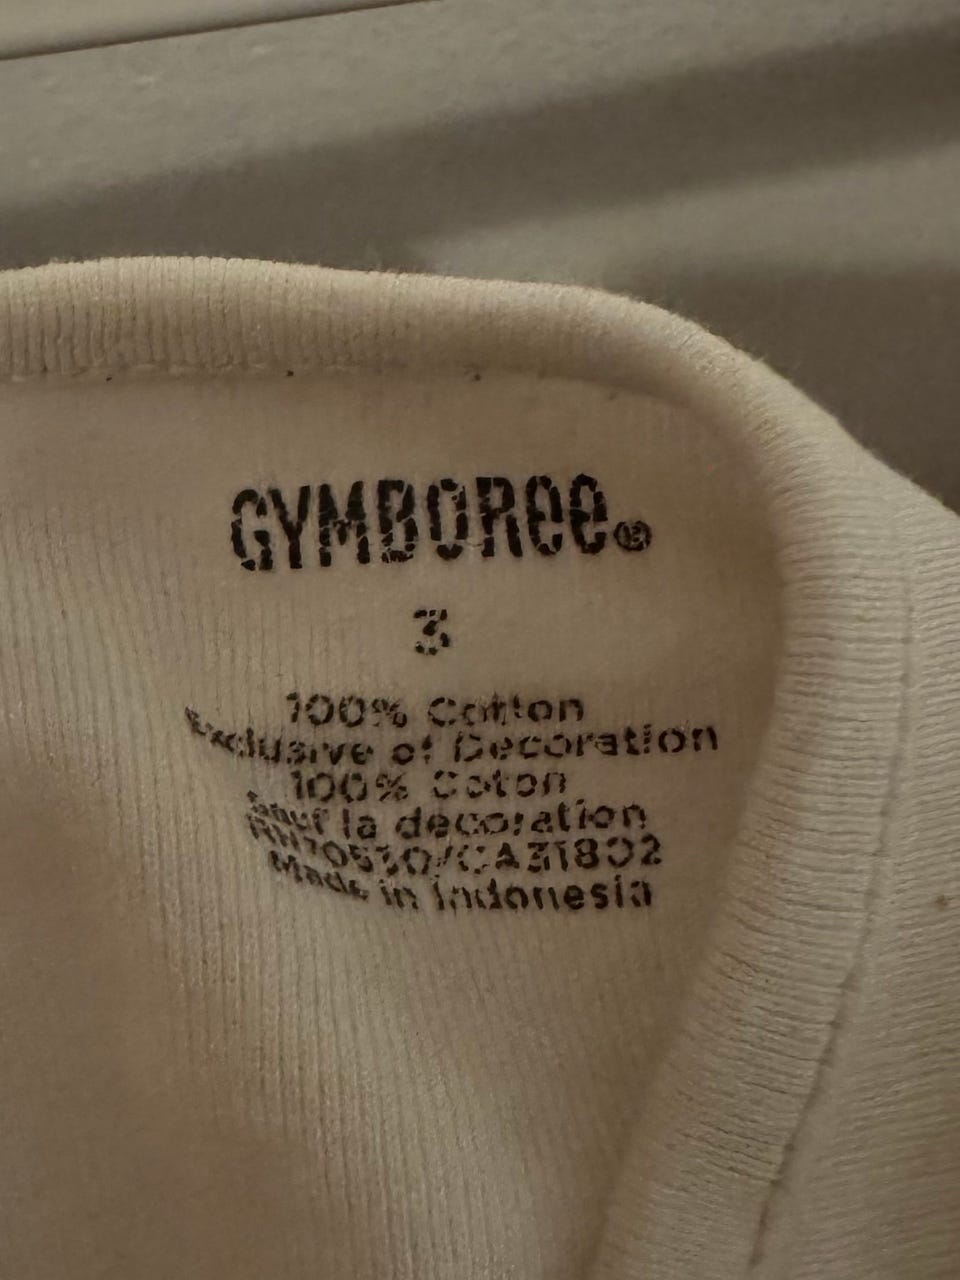 GYMBOREE®
3
100% Cotton
Exclusive of Decoration
100% Coton
Sauf la decoration
RN70530/CA31802
Made in Indonesia